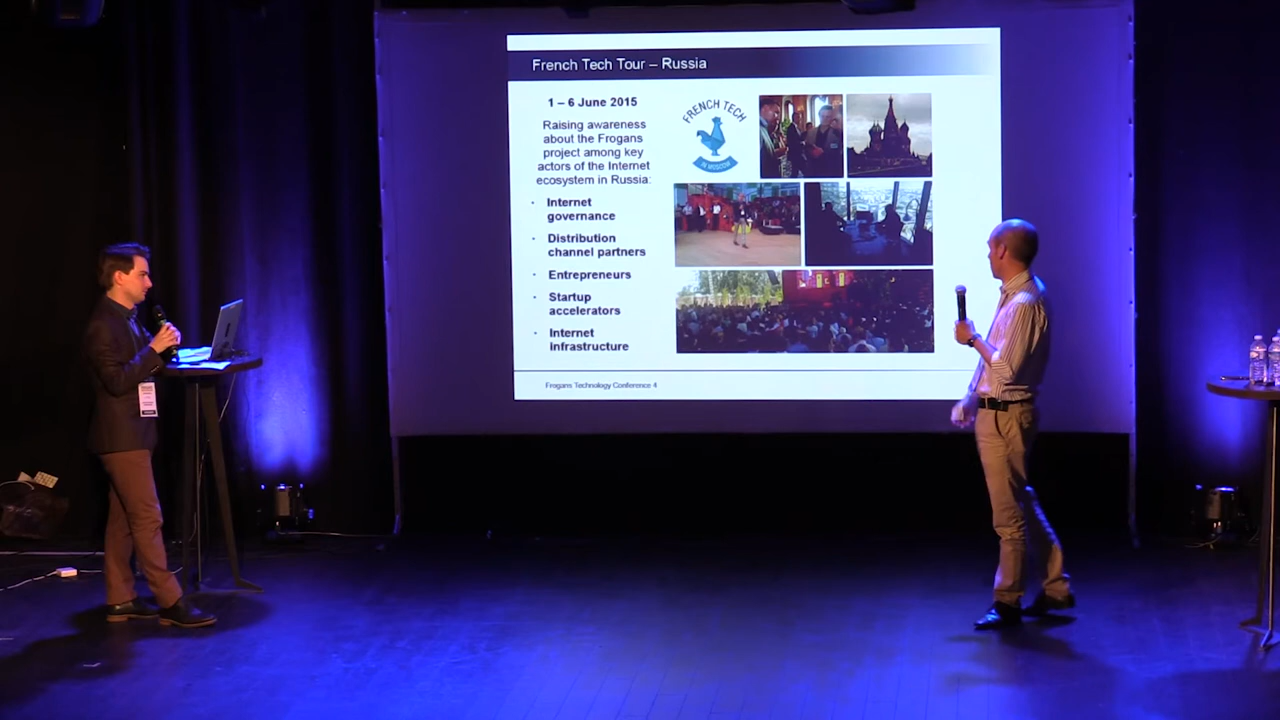 French Tech Tour – Russia
1 – 6 June 2015
Raising awareness
about the Frogans
project among key
actors of the Internet
ecosystem in Russia:
· Internet
governance
· Distribution
channel partners
· Entrepreneurs
· Startup
accelerators
· Internet
infrastructure
FRENCH TECH
IN MOSCOW
Frogans Technology Conference 4